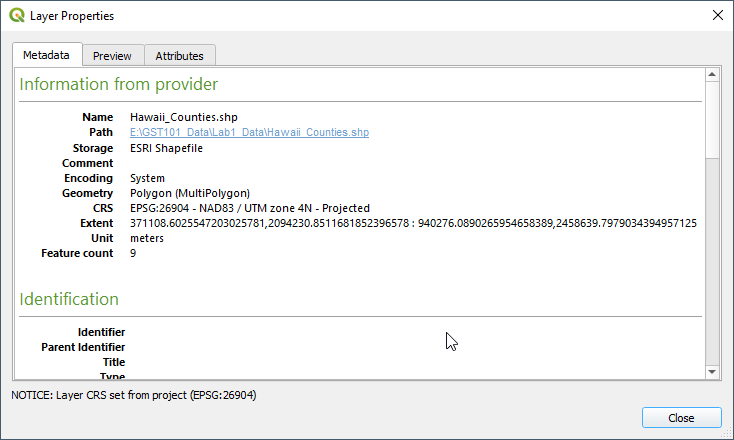 Layer Properties
Metadata Preview Attributes
Information from provider
Name Hawaii_Counties.shp
Path E:\GST101_Data\Lab1_Data\Hawaii_Counties.shp
Storage ESRI Shapefile
Comment
Encoding System
Geometry Polygon (MultiPolygon)
CRS EPSG:26904 - NAD83 / UTM zone 4N - Projected
Extent 371108.6025547203025781,2094230.8511681852396578 : 940276.0890265954658389,2458639.7979034394957125
Unit meters
Feature count 9
Identification
Identifier
Parent Identifier
Title
Type
NOTICE: Layer CRS set from project (EPSG:26904)
Close